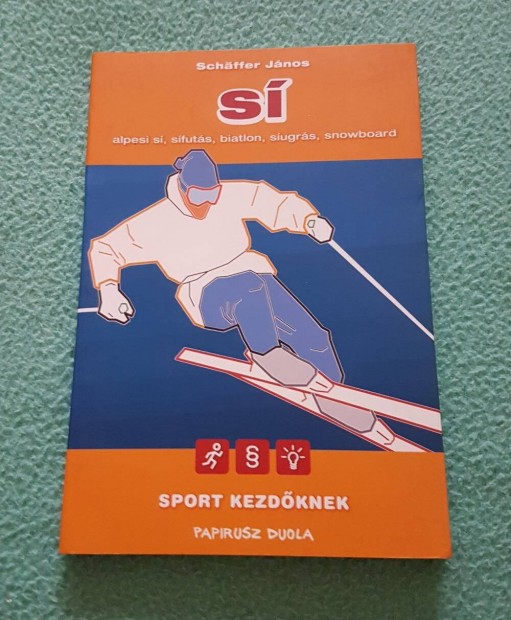 Schäffer János
sí
alpesi sí, sífutás, biatlon, síugrás, snowboard
§
SPORT KEZDŐKNEK
PAPIRUSZ DUOLA